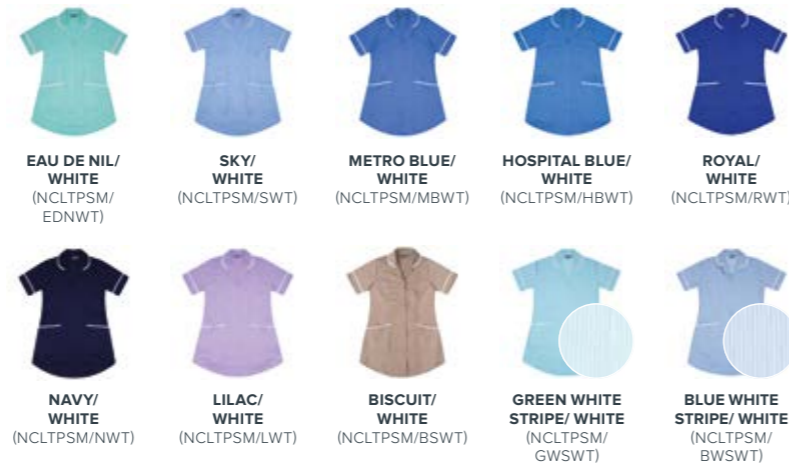 EAU DE NIL/
WHITE
(NCLTPSM/
EDNWT)
SKY/
WHITE
(NCLTPSM/SWT)
METRO BLUE/
WHITE
(NCLTPSM/MBWT)
HOSPITAL BLUE/
WHITE
(NCLTPSM/HBWT)
ROYAL/
WHITE
(NCLTPSM/RWT)
NAVY/
WHITE
(NCLTPSM/NWT)
LILAC/
WHITE
(NCLTPSM/LWT)
BISCUIT/
WHITE
(NCLTPSM/BSWT)
GREEN WHITE
STRIPE/ WHITE
(NCLTPSM/
GWSWT)
BLUE WHITE
STRIPE/ WHITE
(NCLTPSM/
BWSWT)